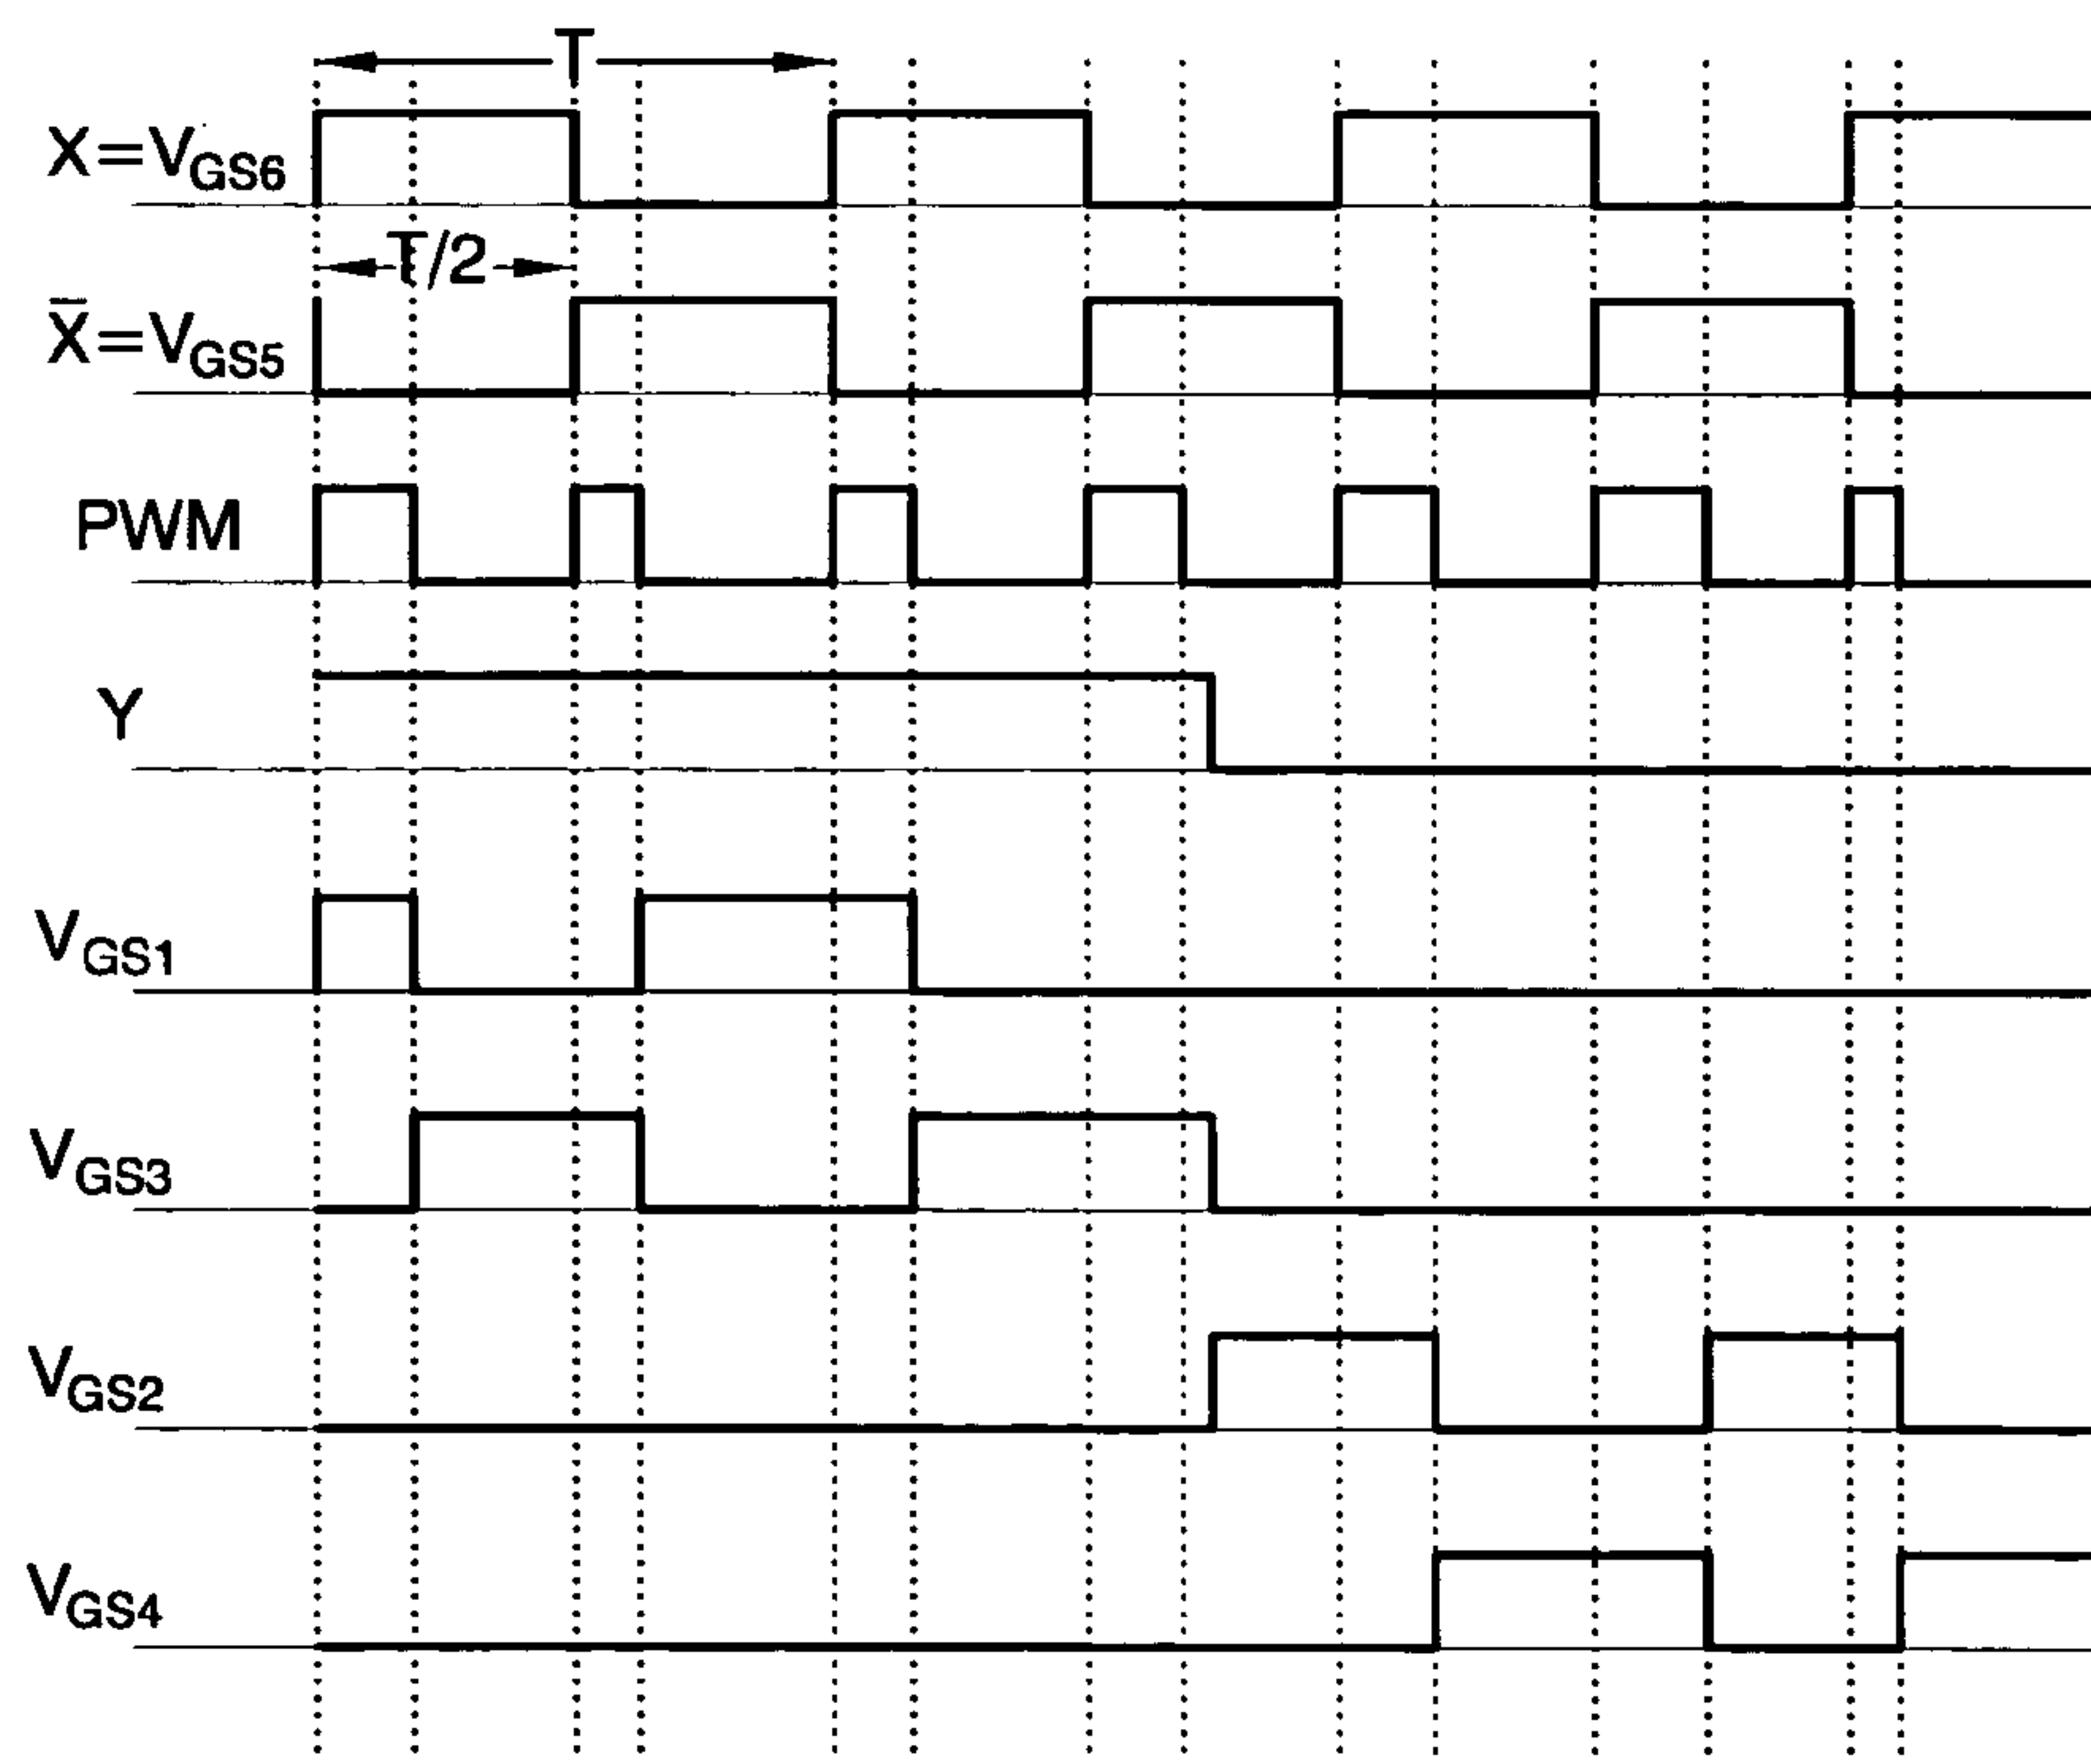 T
X=VGS6
T/2
X̄=VGS5
PWM
Y
VGS1
VGS3
VGS2
VGS4